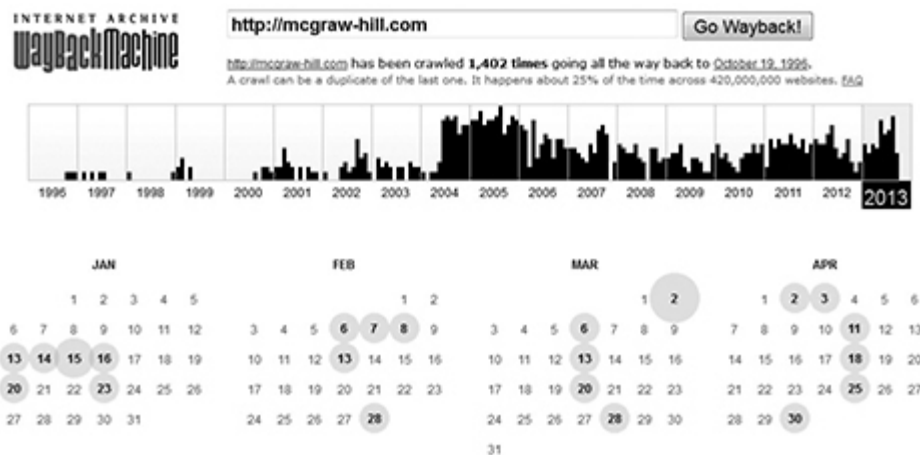 INTERNET ARCHIVE
WayBackMachine
http://mcgraw-hill.com
Go Wayback!
http://mcgraw-hill.com has been crawled 1,402 times going all the way back to October 19, 1996.
A crawl can be a duplicate of the last one. It happens about 25% of the time across 420,000,000 websites. FAQ
1996 1997 1998 1999 2000 2001 2002 2003 2004 2005 2006 2007 2008 2009 2010 2011 2012 2013
JAN
1 2 3 4 5
6 7 8 9 10 11 12
13 14 15 16 17 18 19
20 21 22 23 24 25 26
27 28 29 30 31
FEB
1 2
3 4 5 6 7 8 9
10 11 12 13 14 15 16
17 18 19 20 21 22 23
24 25 26 27 28
MAR
1 2
3 4 5 6 7 8 9
10 11 12 13 14 15 16
17 18 19 20 21 22 23
24 25 26 27 28 29 30
31
APR
1 2 3 4 5 6
7 8 9 10 11 12 13
14 15 16 17 18 19 20
21 22 23 24 25 26 27
28 29 30